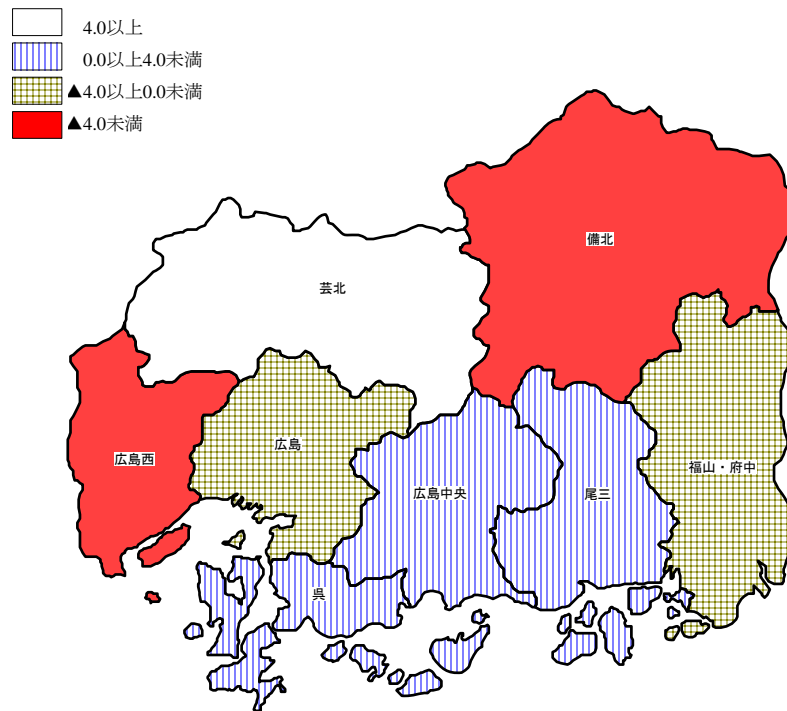 4.0以上
0.0以上4.0未満
▲4.0以上0.0未満
▲4.0未満
備北
芸北
広島
広島西
広島中央
尾三
福山・府中
呉